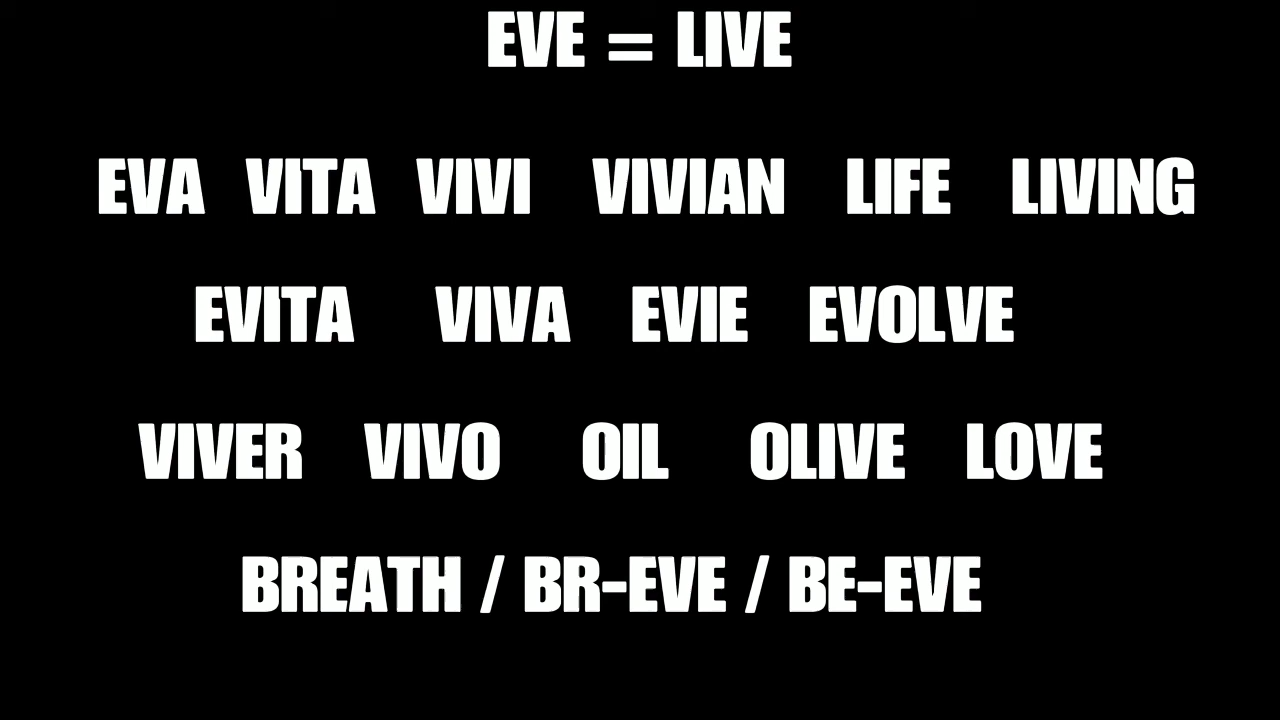 EVE = LIVE
EVA VITA VIVI VIVIAN LIFE LIVING
EVITA VIVA EVIE EVOLVE
VIVER VIVO OIL OLIVE LOVE
BREATH / BR-EVE / BE-EVE